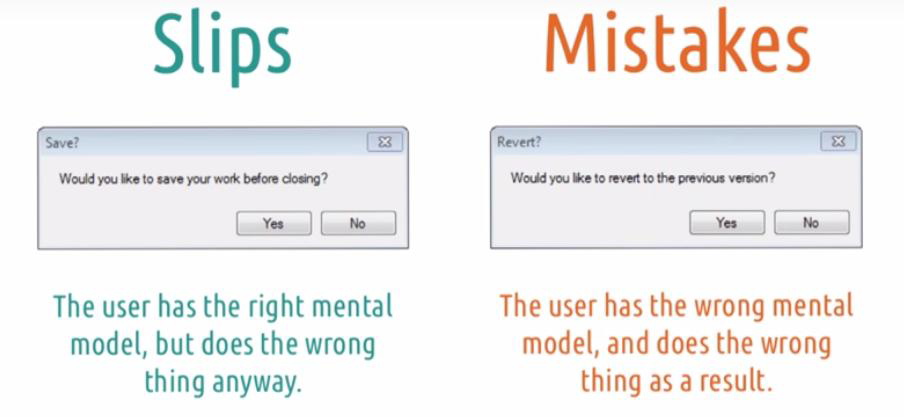 Slips
Save?
Would you like to save your work before closing?
Yes
No
The user has the right mental
model, but does the wrong
thing anyway.
Mistakes
Revert?
Would you like to revert to the previous version?
Yes
No
The user has the wrong mental
model, and does the wrong
thing as a result.